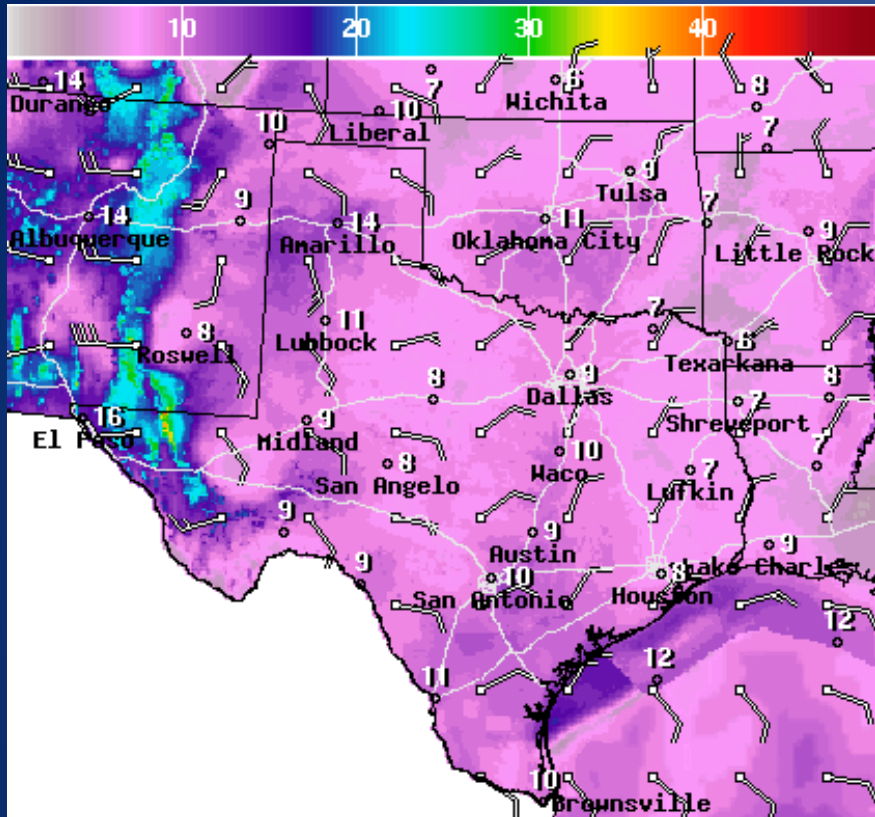 10 20 30 40
14 7 6 8
Durango Wichita
10 10
Liberal 7
9
Tulsa
14 9 14 11 7 9
Albuquerque Amarillo Oklahoma City Little Rock
8 11 7 6
Roswell Lubbock Texarkana
9
8 Dallas 7 8
16 9 Shreveport
El Paso Midland
8 10 7 7
San Angelo Waco Lufkin
9 9 9
Austin Lake Charles
9 10 8
San Antonio Houston
12
11 12
10
Brownsville